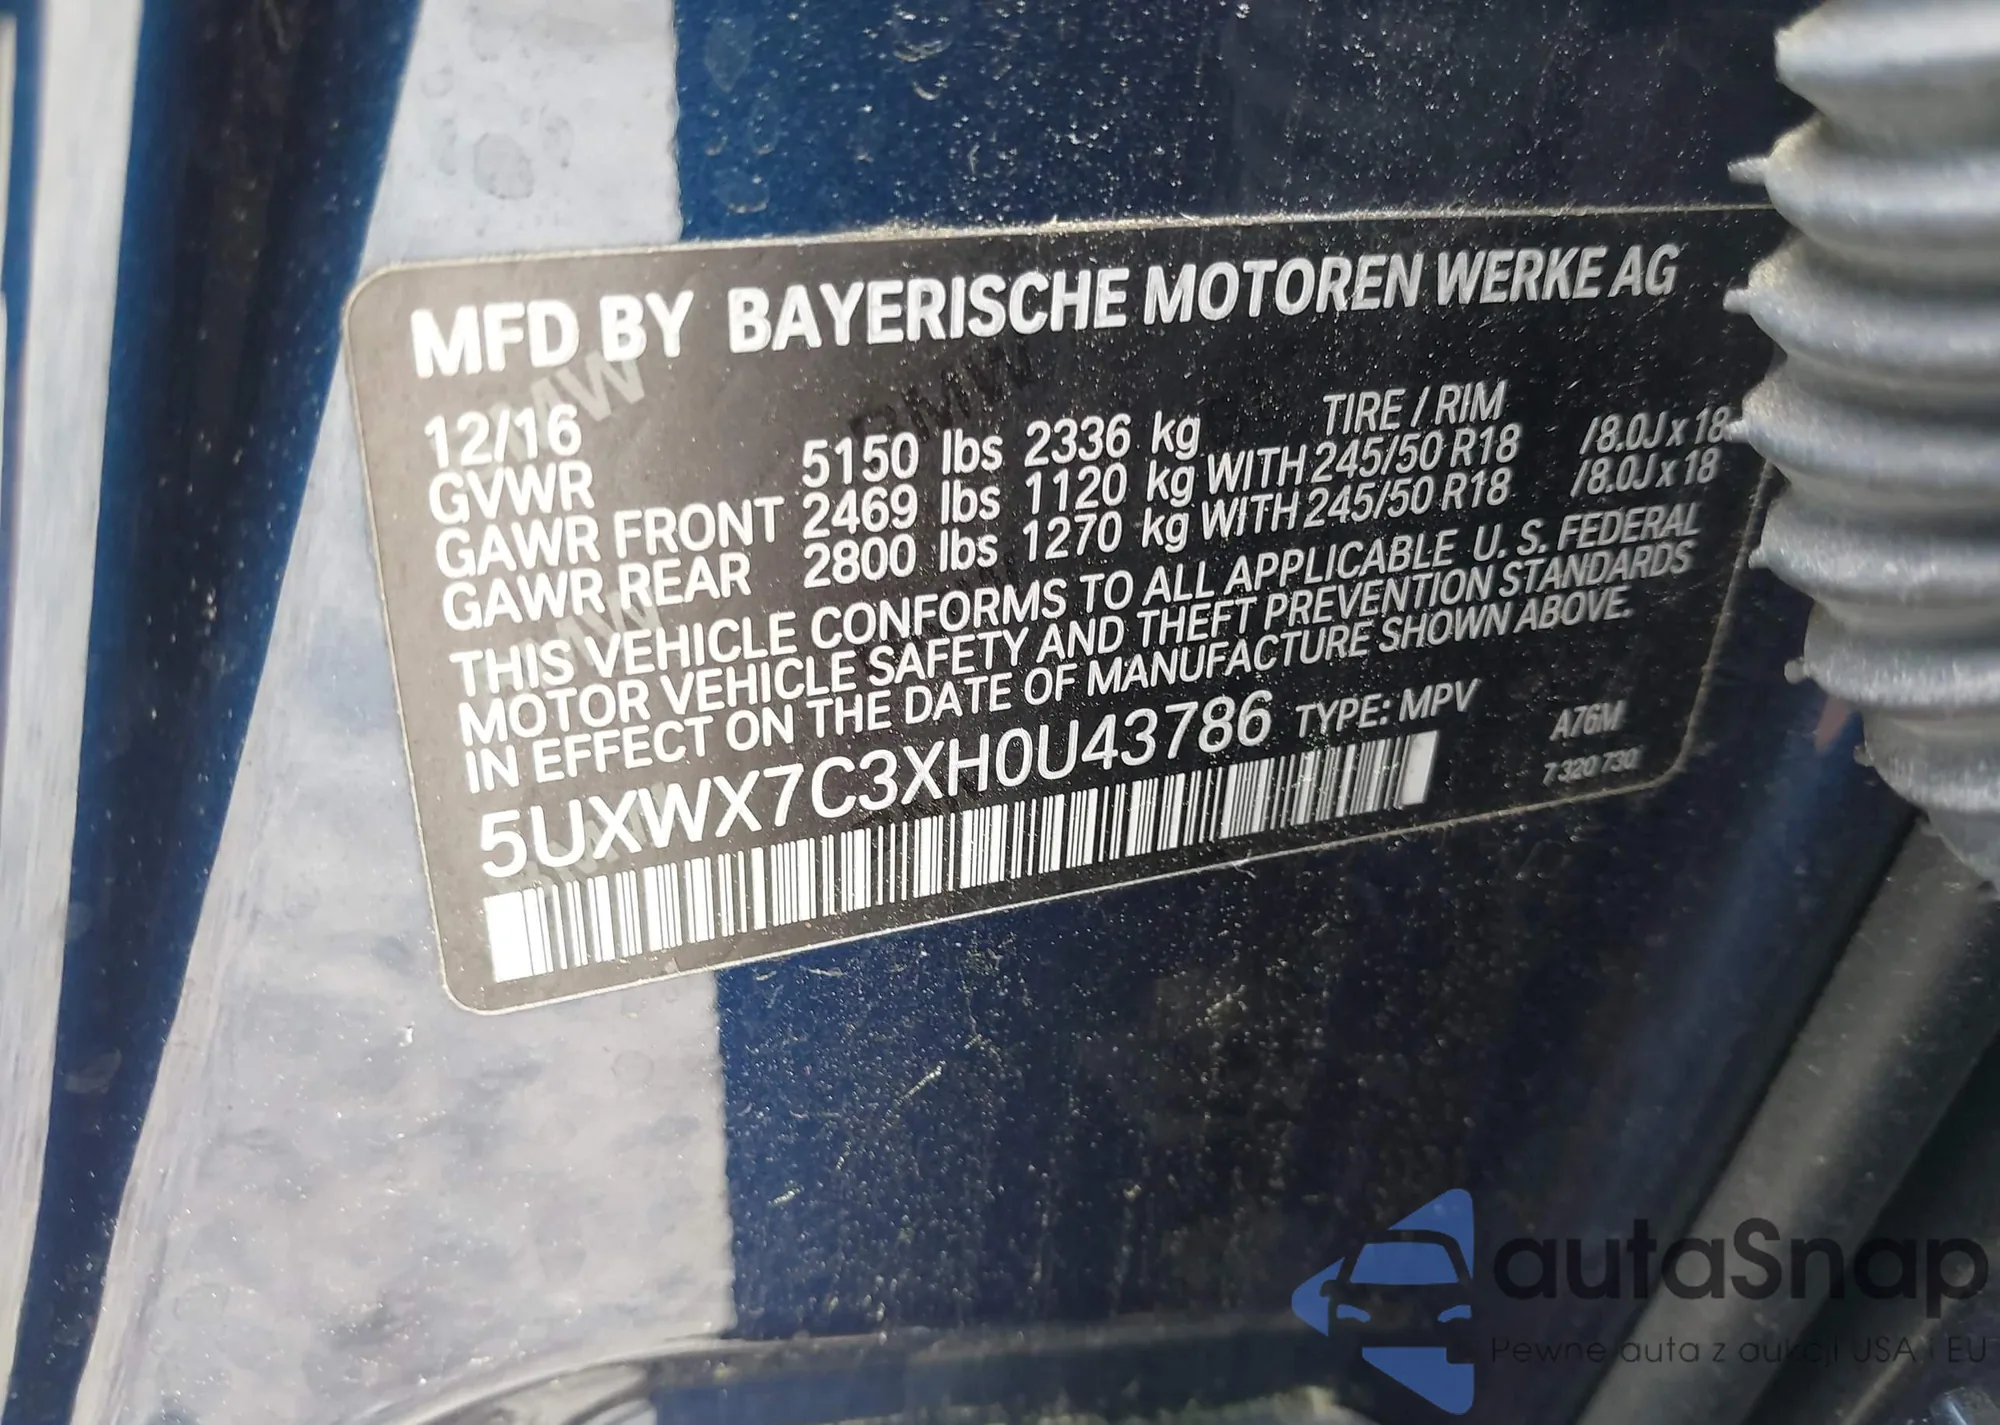 MFD BY BAYERISCHE MOTOREN WERKE AG
12/16 TIRE / RIM
GVWR 5150 lbs 2336 kg
GAWR FRONT 2469 lbs 1120 kg WITH 245/50 R18 /8.0J x 18
GAWR REAR 2800 lbs 1270 kg WITH 245/50 R18 /8.0J x 18
THIS VEHICLE CONFORMS TO ALL APPLICABLE U. S. FEDERAL
MOTOR VEHICLE SAFETY AND THEFT PREVENTION STANDARDS
IN EFFECT ON THE DATE OF MANUFACTURE SHOWN ABOVE.
5UXWX7C3XH0U43786 TYPE: MPV A76M
7 320 730
autaSnap
Pewne auta z aukcji USA i EU